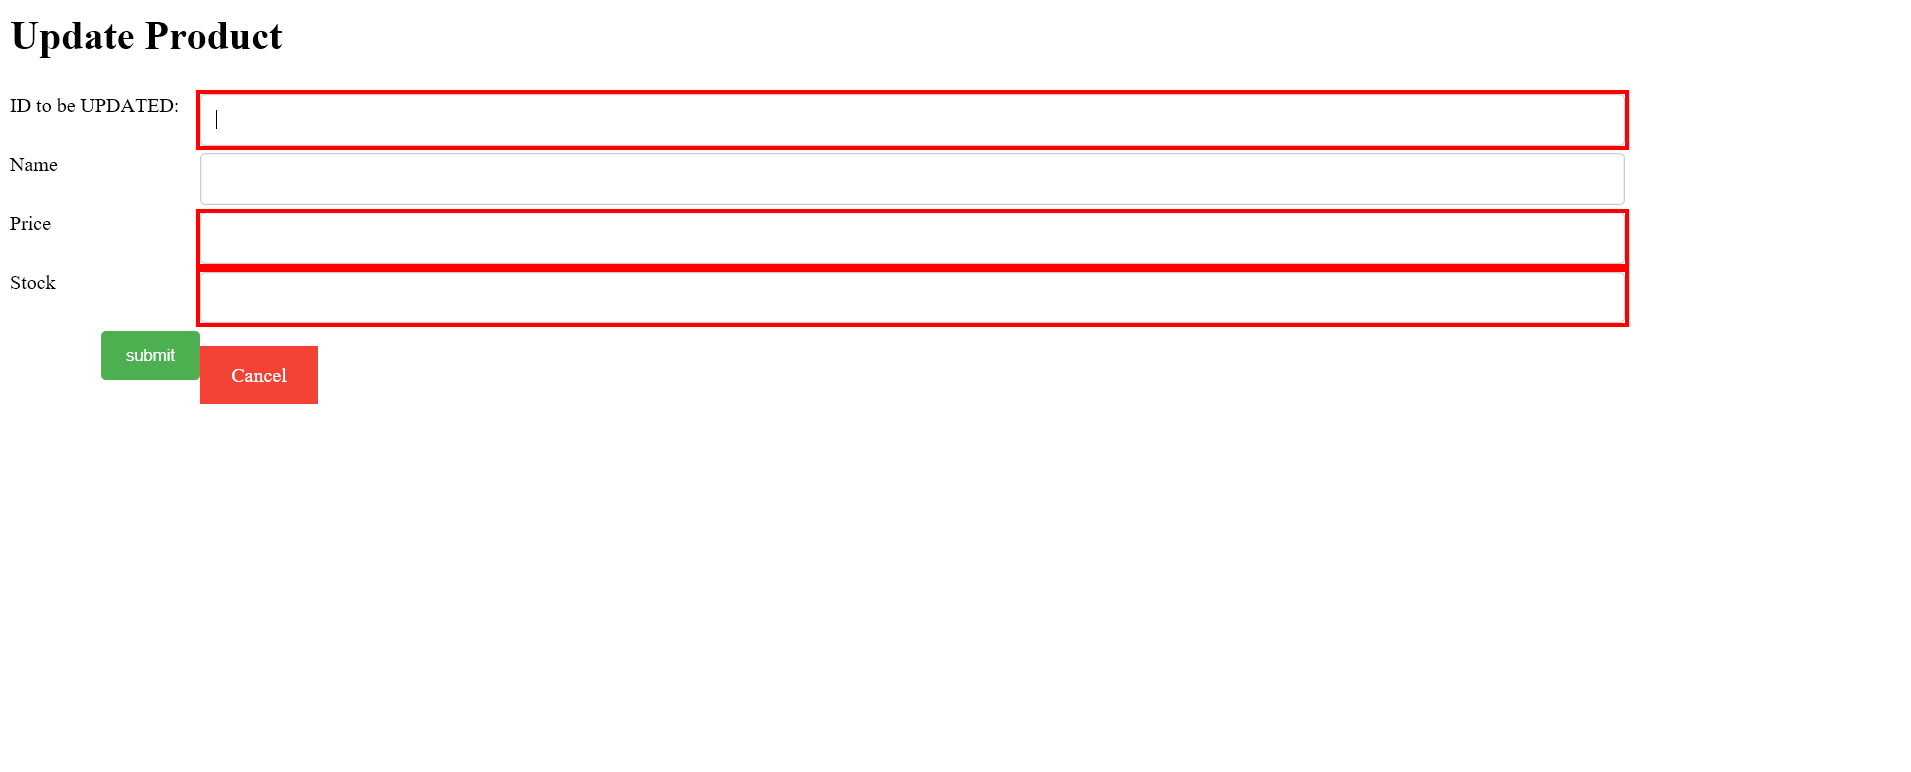 Update Product
ID to be UPDATED:
Name
Price
Stock
submit
Cancel